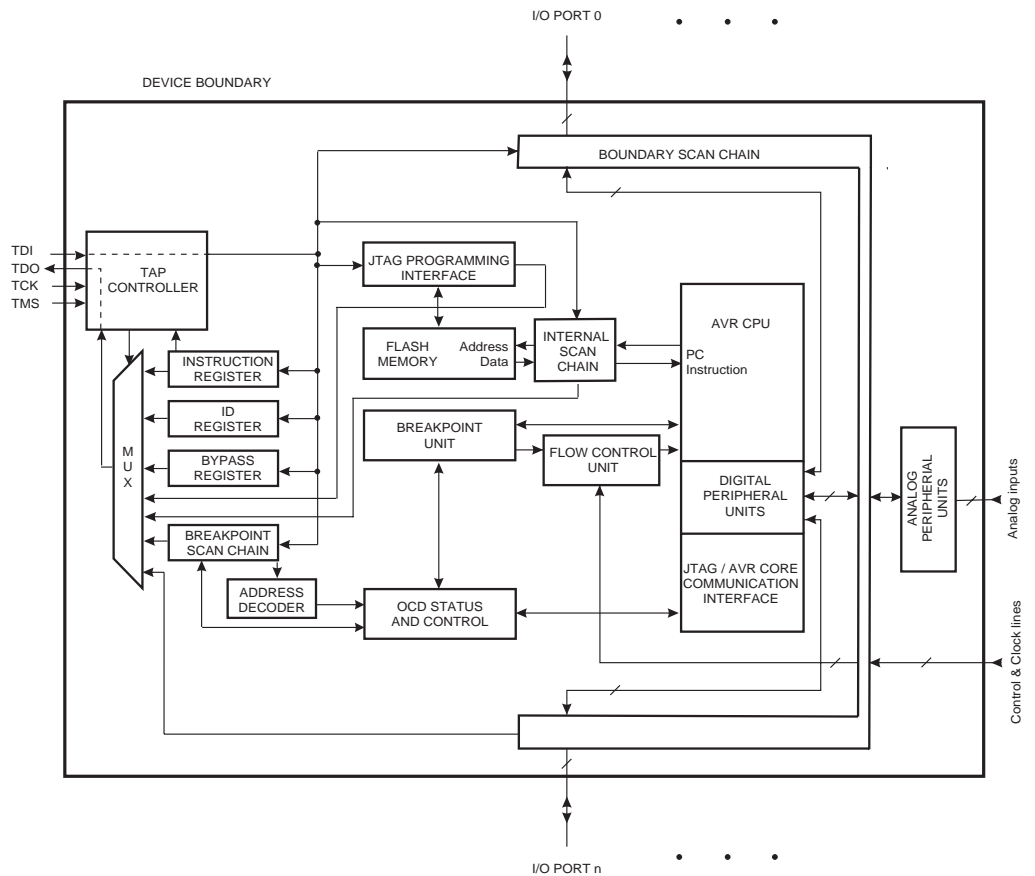 I/O PORT 0
DEVICE BOUNDARY
BOUNDARY SCAN CHAIN
TDI
TDO
TCK
TMS
TAP
CONTROLLER
JTAG PROGRAMMING
INTERFACE
AVR CPU
FLASH
MEMORY
Address
Data
INTERNAL
SCAN
CHAIN
PC
Instruction
INSTRUCTION
REGISTER
ID
REGISTER
M
U
X
BYPASS
REGISTER
BREAKPOINT
UNIT
FLOW CONTROL
UNIT
DIGITAL
PERIPHERAL
UNITS
ANALOG
PERIPHERIAL
UNITS
Analog inputs
BREAKPOINT
SCAN CHAIN
ADDRESS
DECODER
OCD STATUS
AND CONTROL
JTAG / AVR CORE
COMMUNICATION
INTERFACE
Control & Clock lines
I/O PORT n